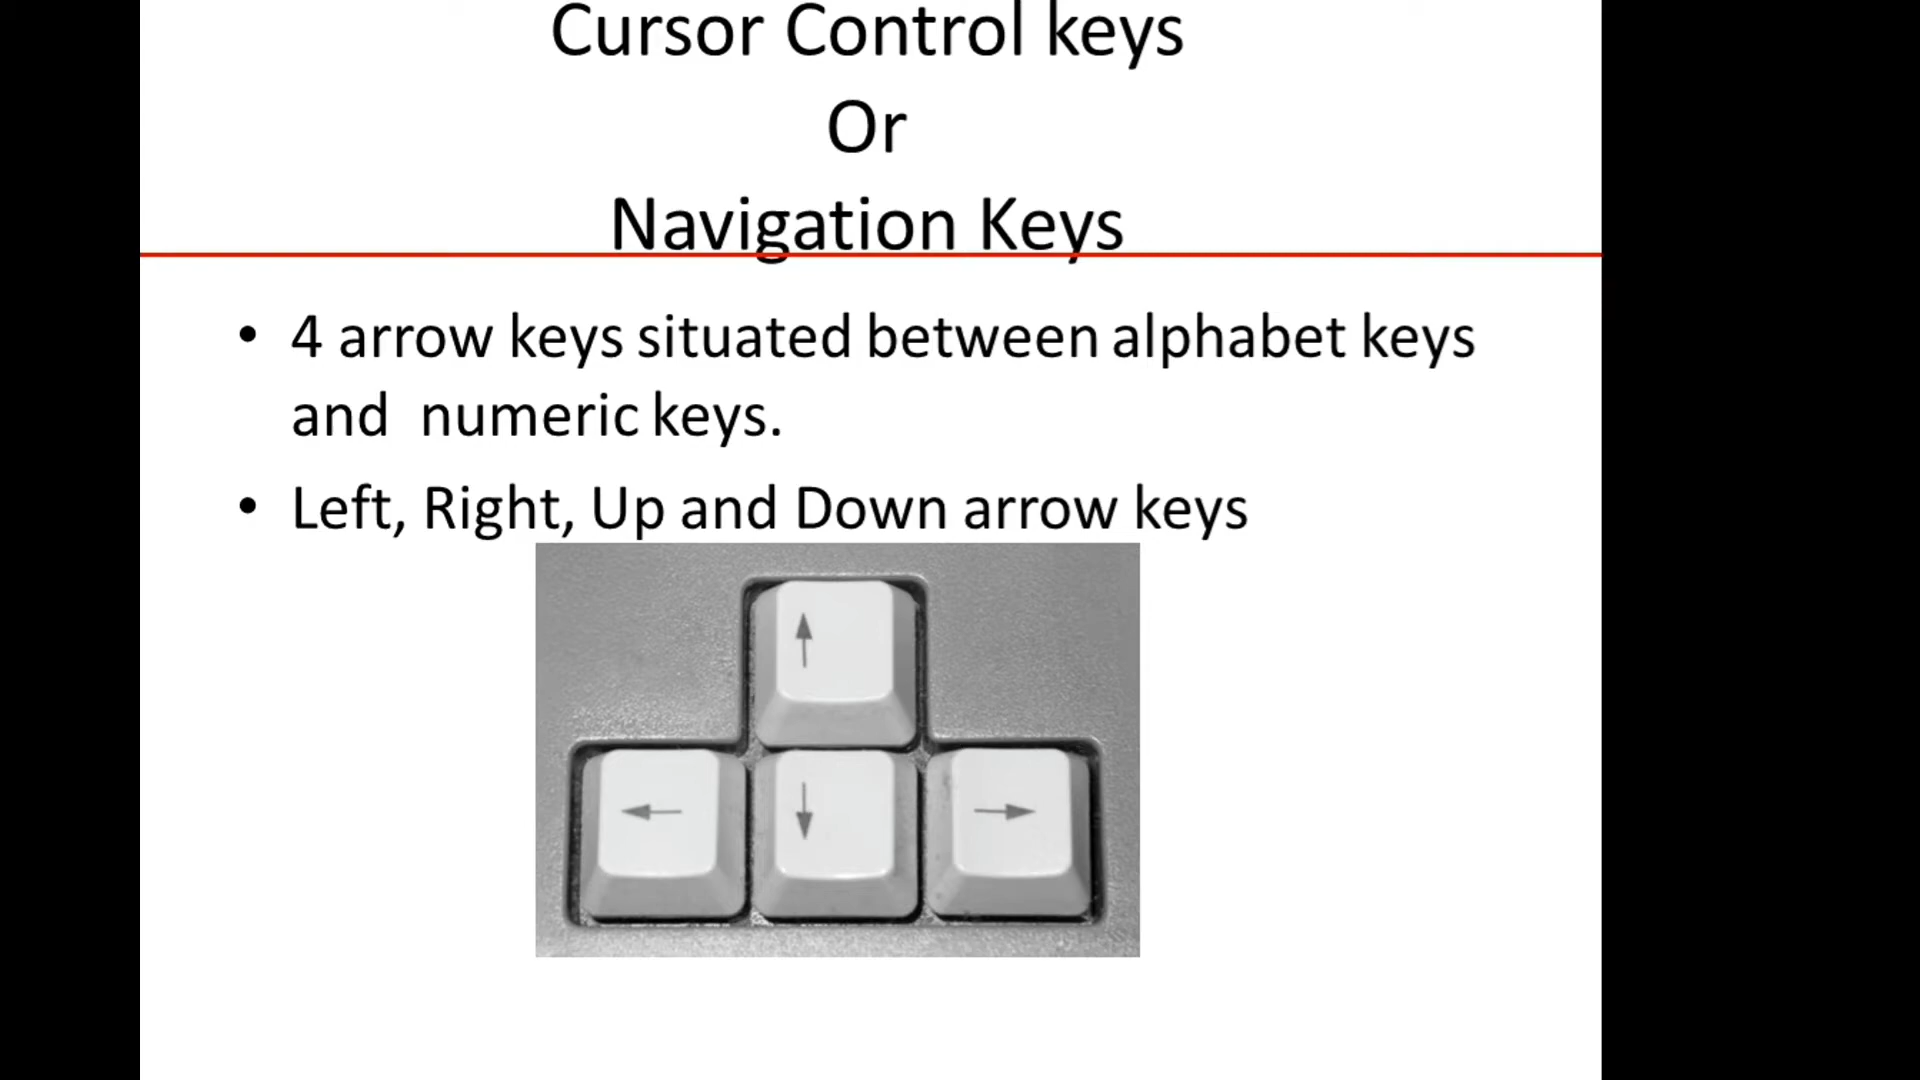 Cursor Control keys
Or
Navigation Keys
• 4 arrow keys situated between alphabet keys
and numeric keys.
• Left, Right, Up and Down arrow keys